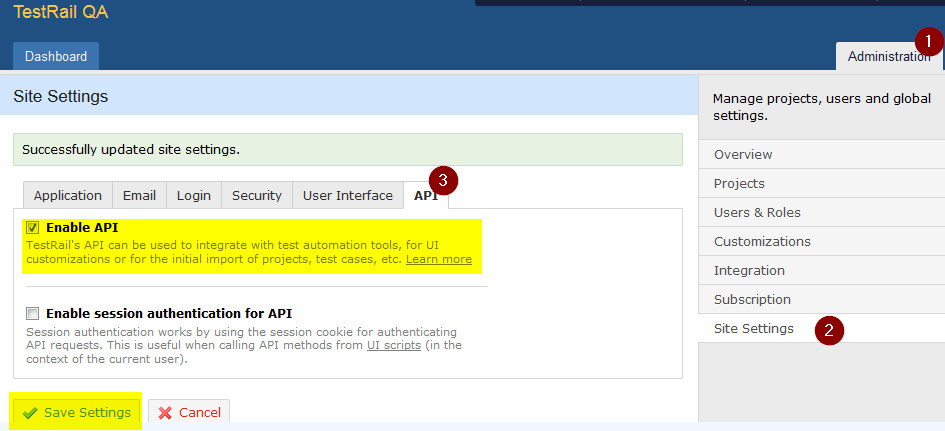 TestRail QA
1
Dashboard
Administration
Site Settings
Manage projects, users and global
settings.
Successfully updated site settings.
Overview
3
Application Email Login Security User Interface API
Projects
Enable API
TestRail's API can be used to integrate with test automation tools, for UI
customizations or for the initial import of projects, test cases, etc. Learn more
Users & Roles
Customizations
Integration
Subscription
Enable session authentication for API
Session authentication works by using the session cookie for authenticating
API requests. This is useful when calling API methods from UI scripts (in the
context of the current user).
Site Settings
2
Save Settings
Cancel